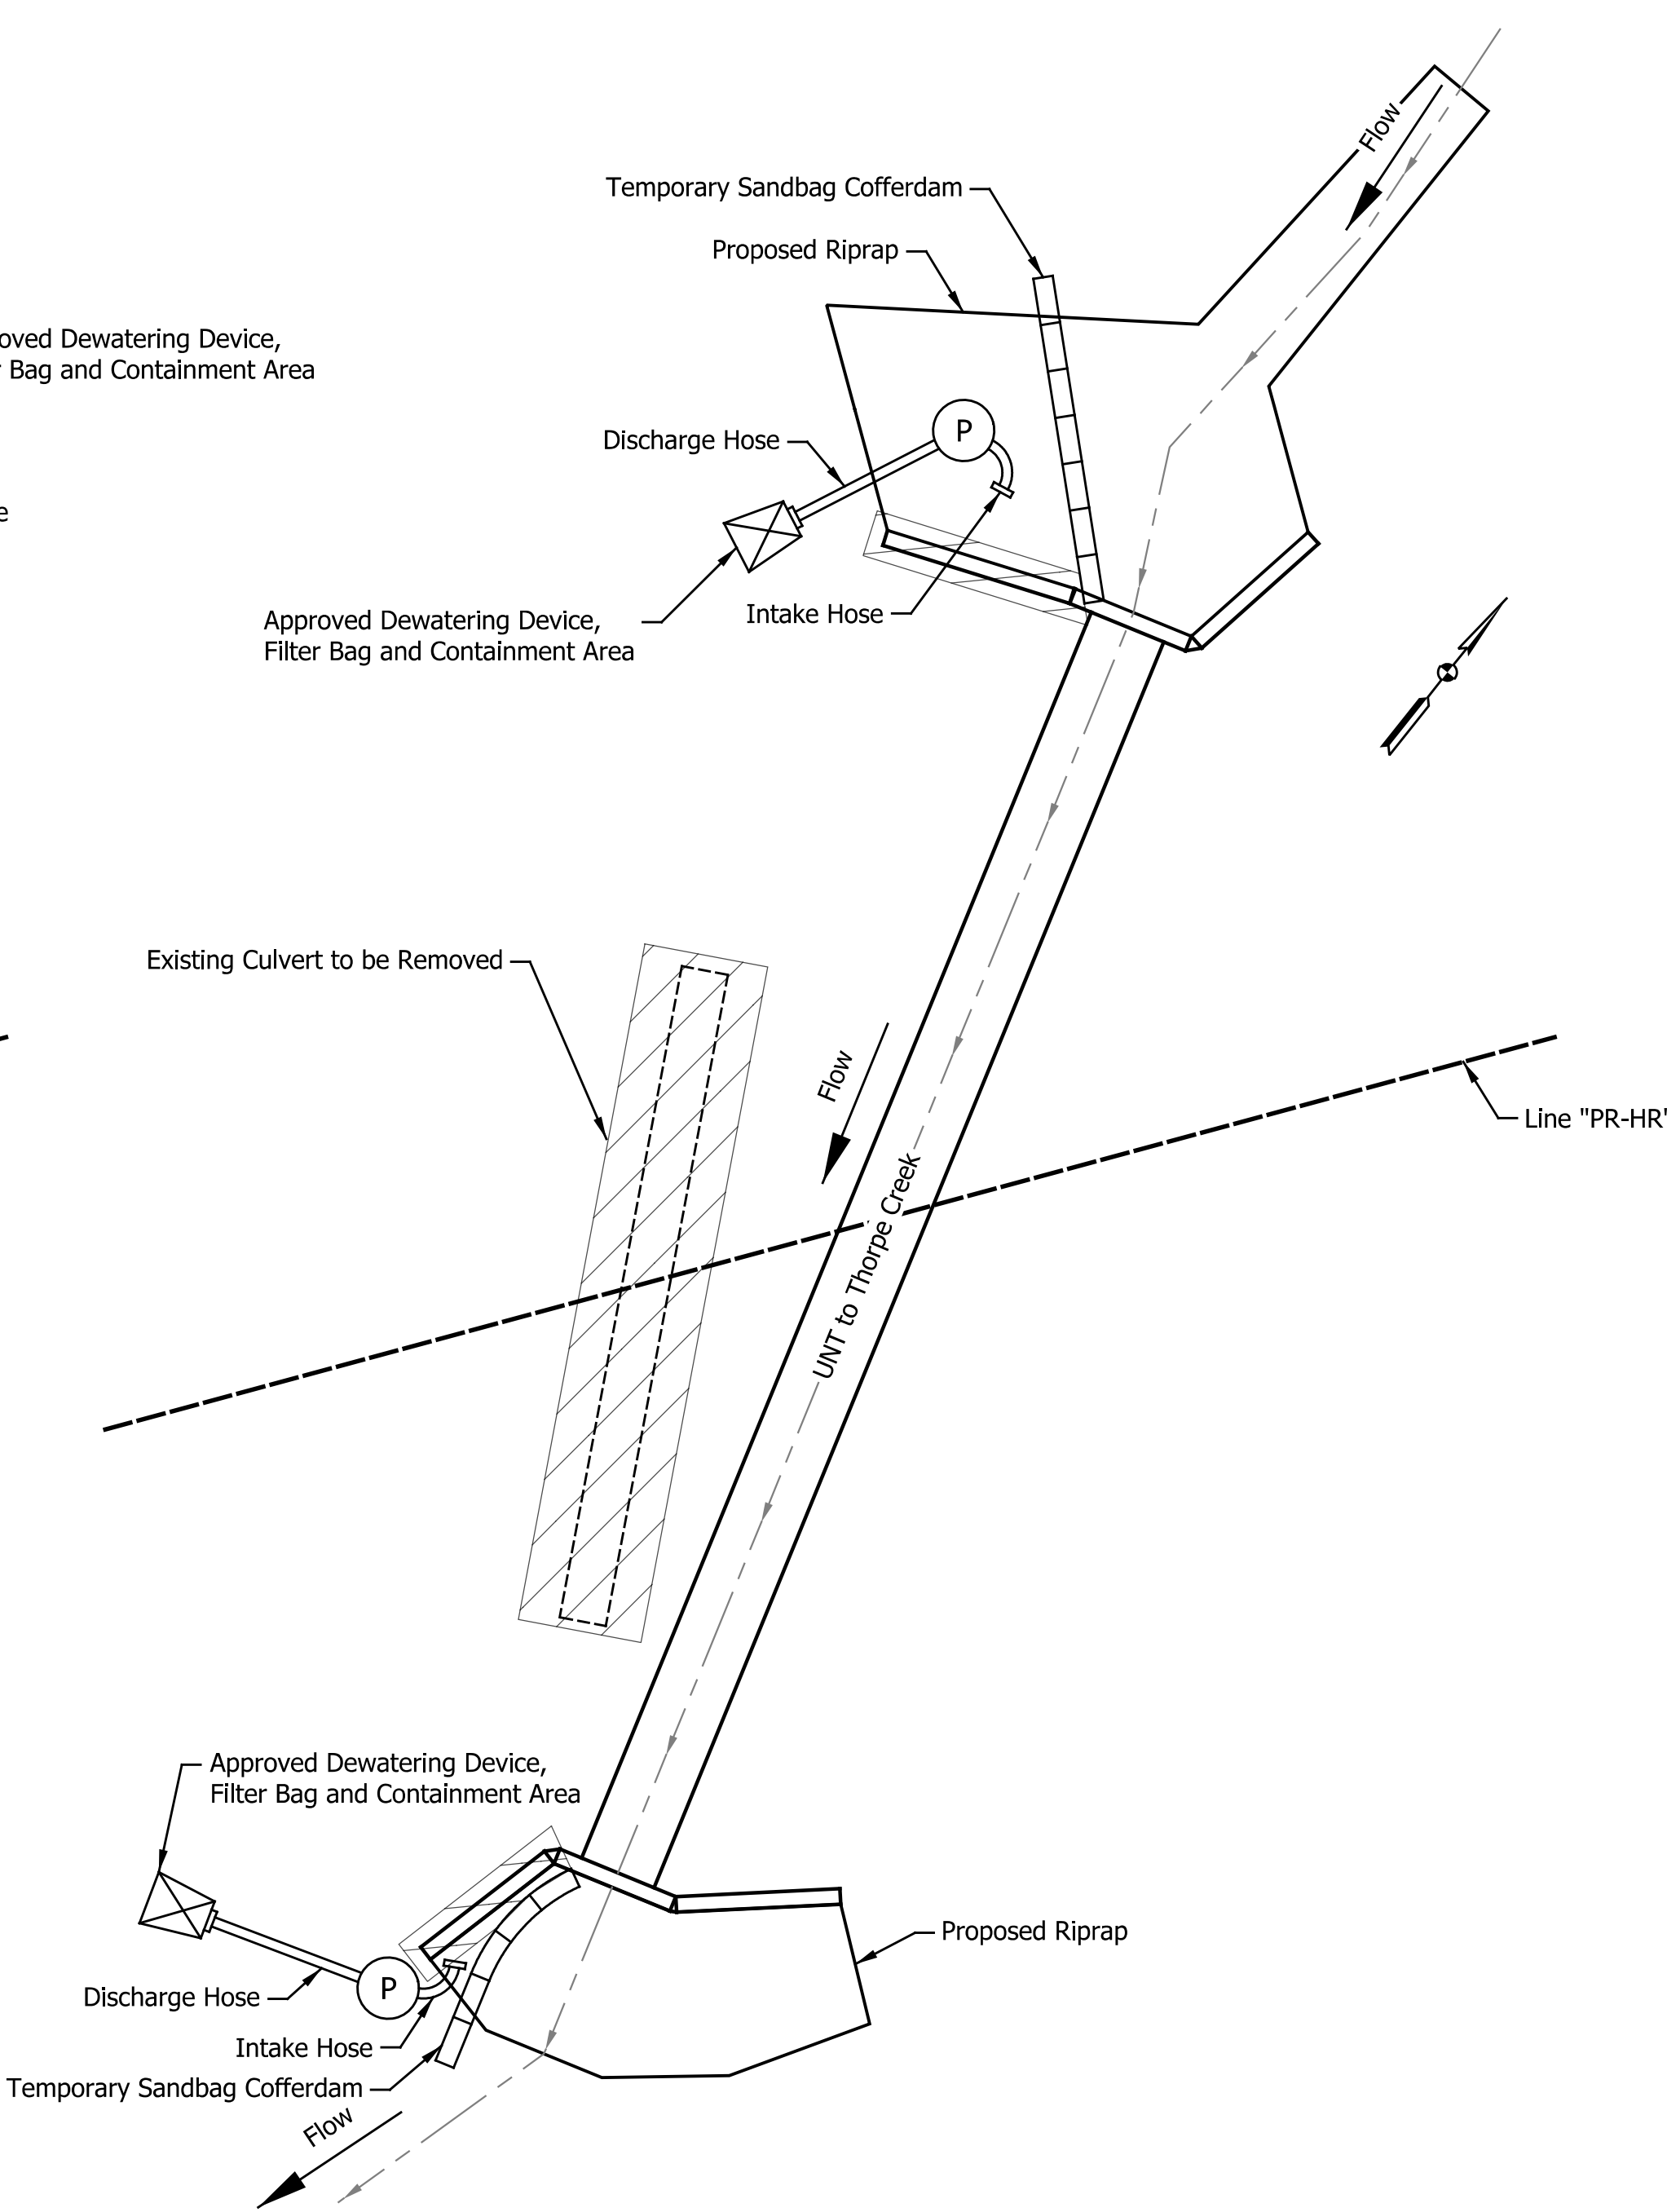 Flow
Temporary Sandbag Cofferdam
Proposed Riprap
Dewatering Device,
Bag and Containment Area
Discharge Hose
P
Approved Dewatering Device,
Filter Bag and Containment Area
Intake Hose
Existing Culvert to be Removed
Flow
Line "PR-HR"
UNT to Thorpe Creek
Approved Dewatering Device,
Filter Bag and Containment Area
Proposed Riprap
P
Discharge Hose
Intake Hose
Temporary Sandbag Cofferdam
Flow